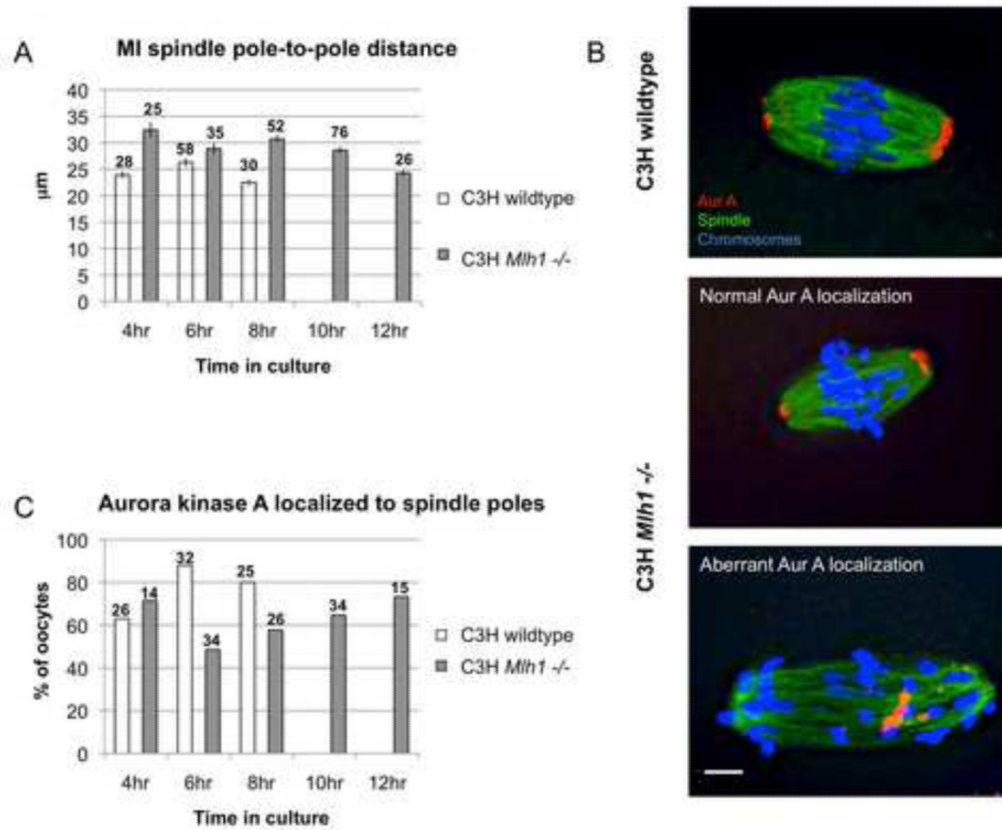 A
MI spindle pole-to-pole distance
40
35
30
25
20
15
10
5
0
µm
28
25
58
35
30
52
76
26
4hr
6hr
8hr
10hr
12hr
Time in culture
C3H wildtype
C3H Mlh1 -/-
B
C3H wildtype
Aur A
Spindle
Chromosomes
C3H Mlh1 -/-
Normal Aur A localization
Aberrant Aur A localization
C
Aurora kinase A localized to spindle poles
100
80
60
40
20
0
% of oocytes
26
14
32
34
25
26
34
15
4hr
6hr
8hr
10hr
12hr
Time in culture
C3H wildtype
C3H Mlh1 -/-